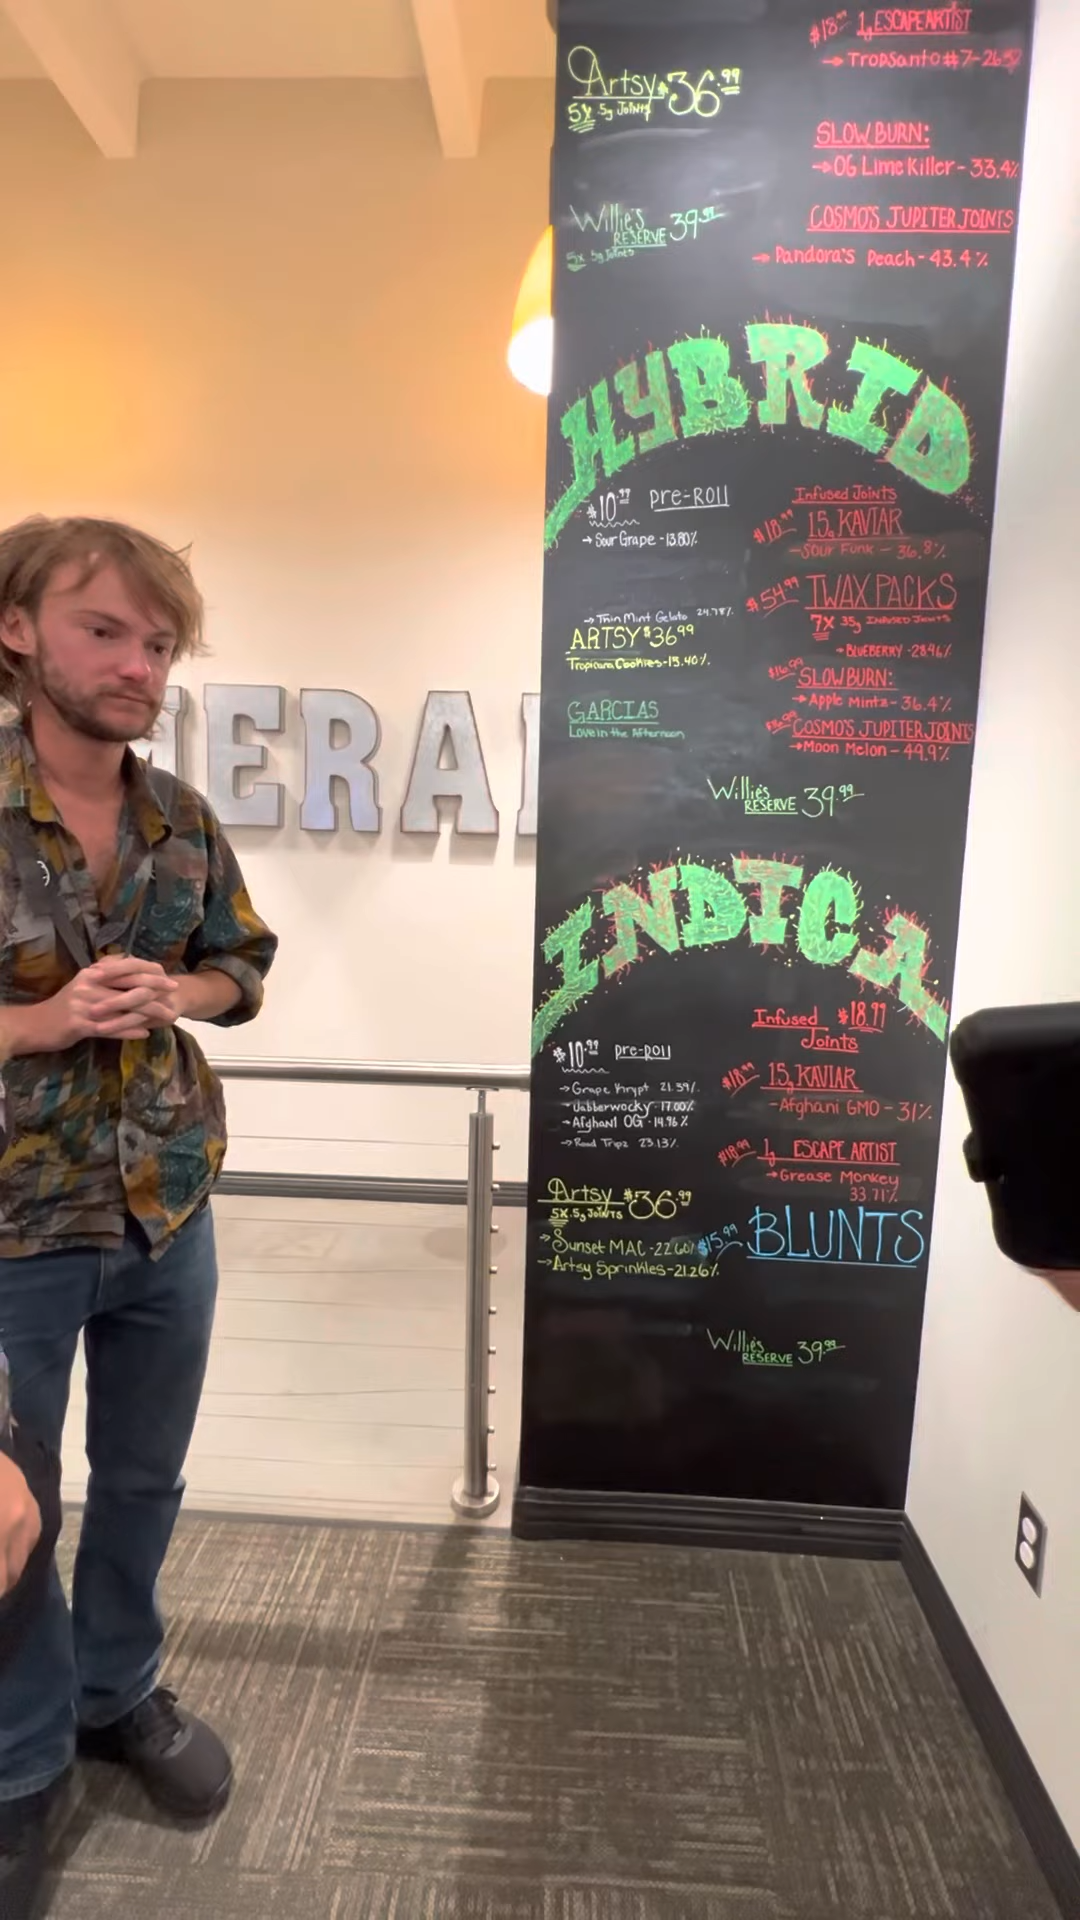 Artsy $36.99
5x .5g Joints
Willie's
RESERVE 39.99
5x .5g Joints
1g ESCAPE ARTIST
→ Tropsanto #7 - 26.5%
SLOW BURN:
→ OG Lime Killer - 33.4%
COSMO'S JUPITER JOINTS
→ Pandora's Peach - 43.4%
HYBRID
$10.99 pre-Roll
→ Sour Grape - 13.80%
→ Thin Mint Gelato 24.78%
ARTSY $36.99
Tropicana Cookies - 15.40%
GARCIAS
Love in the Afternoon
Infused Joints
$18.99 1.5g KAVIAR
- Sour Funk - 36.8%
$54.99 TWAX PACKS
7X .35g INFUSED JOINTS
→ BLUEBERRY - 28.46%
$16.99 SLOW BURN:
→ Apple Mintz - 36.4%
COSMO'S JUPITER JOINTS
→ Moon Melon - 49.9%
Willie's
RESERVE 39.99
ERA
INDICA
$10.99 pre-roll
→ Grape Krypt 21.39%
→ Jabberwocky - 17.00%
→ Afghani OG - 14.96%
→ Road Tripz 23.13%
Artsy $36.99
5x .5g JOINTS
→ Sunset MAC - 22.60%
→ Artsy Sprinkles - 21.26%
Infused $18.99
Joints
$18.99 1.5g KAVIAR
- Afghani GMO - 31%
$18.99 1g ESCAPE ARTIST
→ Grease Monkey
33.71%
$15.99 BLUNTS
Willie's
RESERVE 39.99